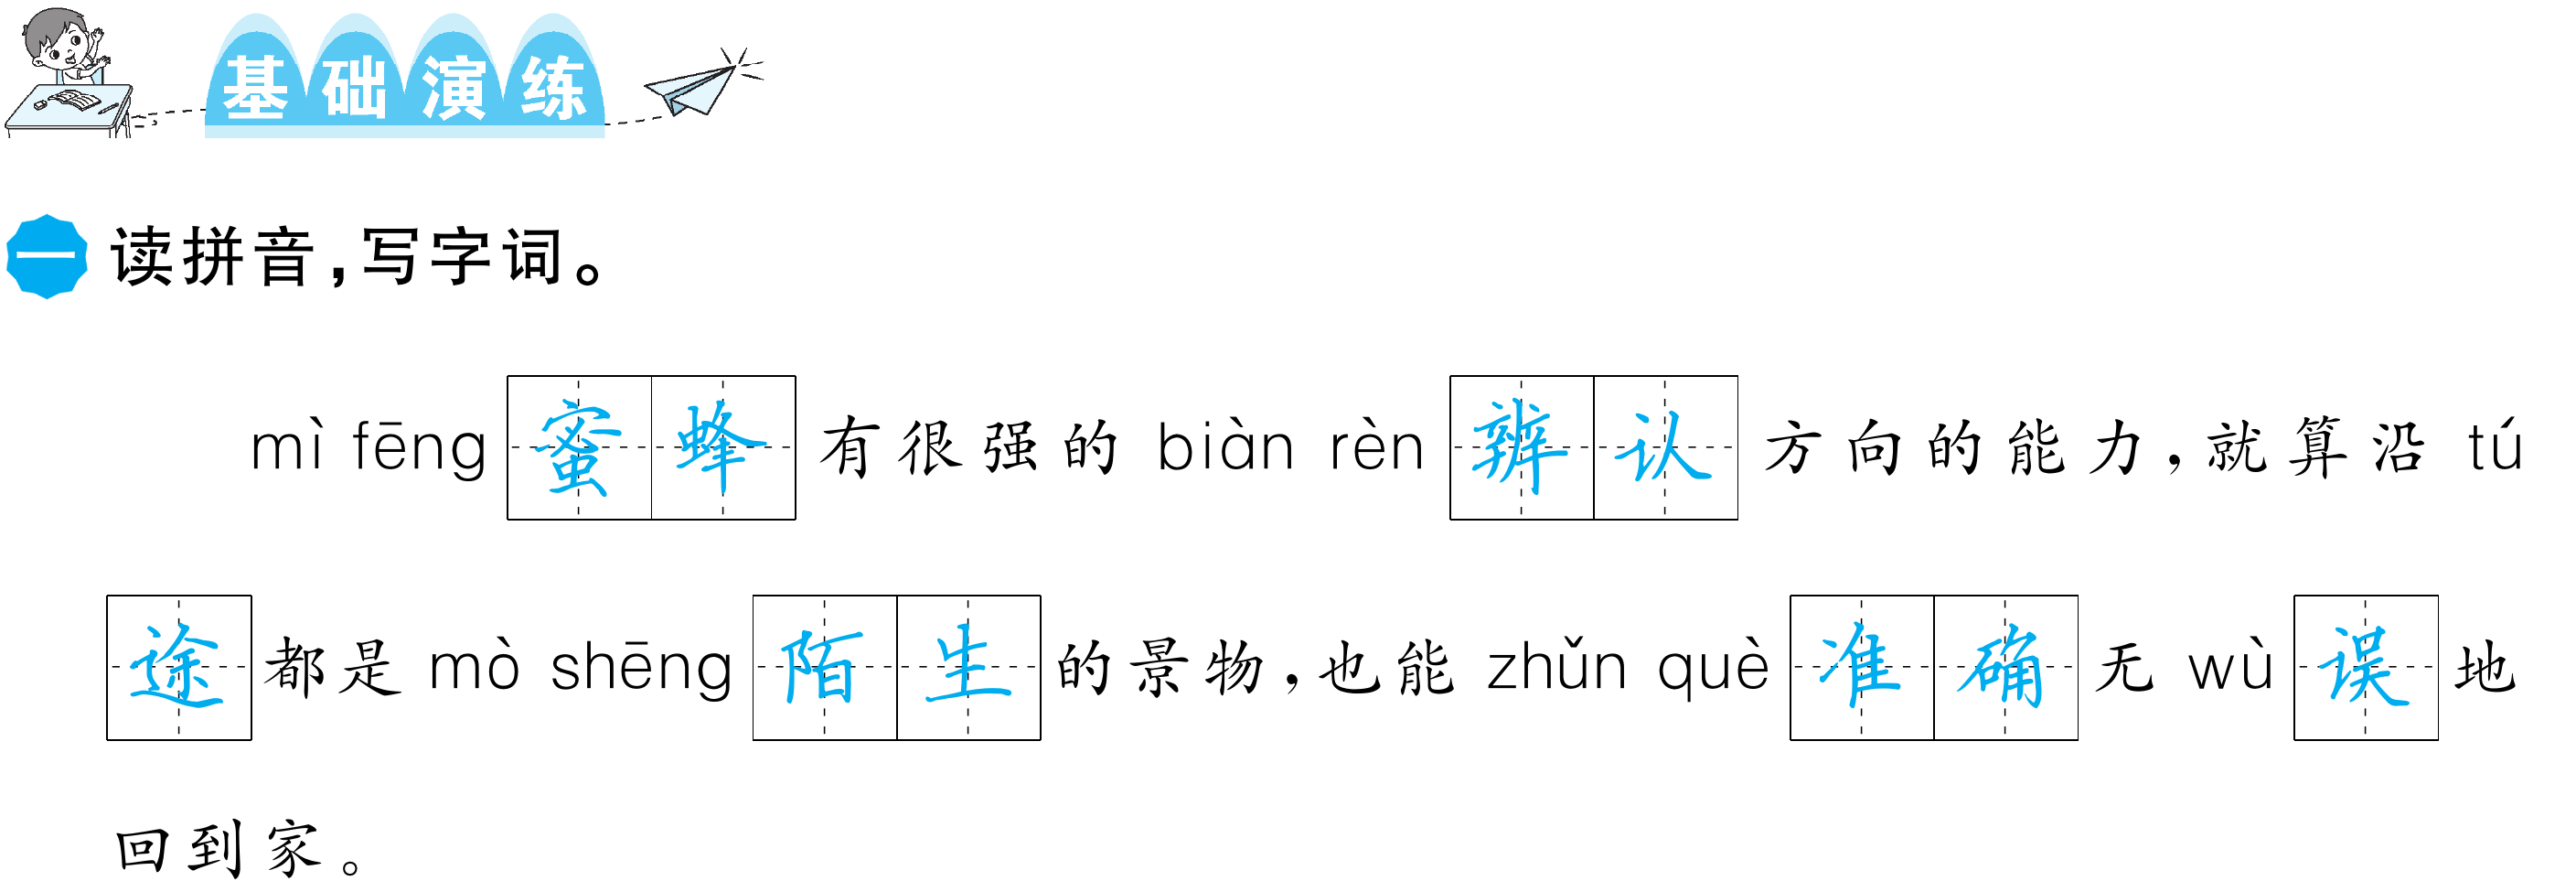 基础演练
一 读拼音,写字词。
mì fēng 蜜蜂 有很强的 biàn rèn 辨认 方向的能力,就算沿 tú
途 都是 mò shēng 陌生 的景物,也能 zhǔn què 准确 无 wù 误 地
回到家。